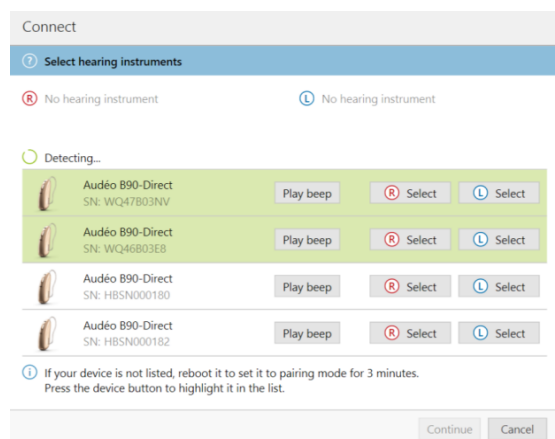 Connect
? Select hearing instruments
R No hearing instrument
L No hearing instrument
Detecting...
Audéo B90-Direct
SN: WQ47B03NV
Play beep
R Select
L Select
Audéo B90-Direct
SN: WQ46B03E8
Play beep
R Select
L Select
Audéo B90-Direct
SN: HBSN000180
Play beep
R Select
L Select
Audéo B90-Direct
SN: HBSN000182
Play beep
R Select
L Select
i If your device is not listed, reboot it to set it to pairing mode for 3 minutes.
Press the device button to highlight it in the list.
Continue
Cancel